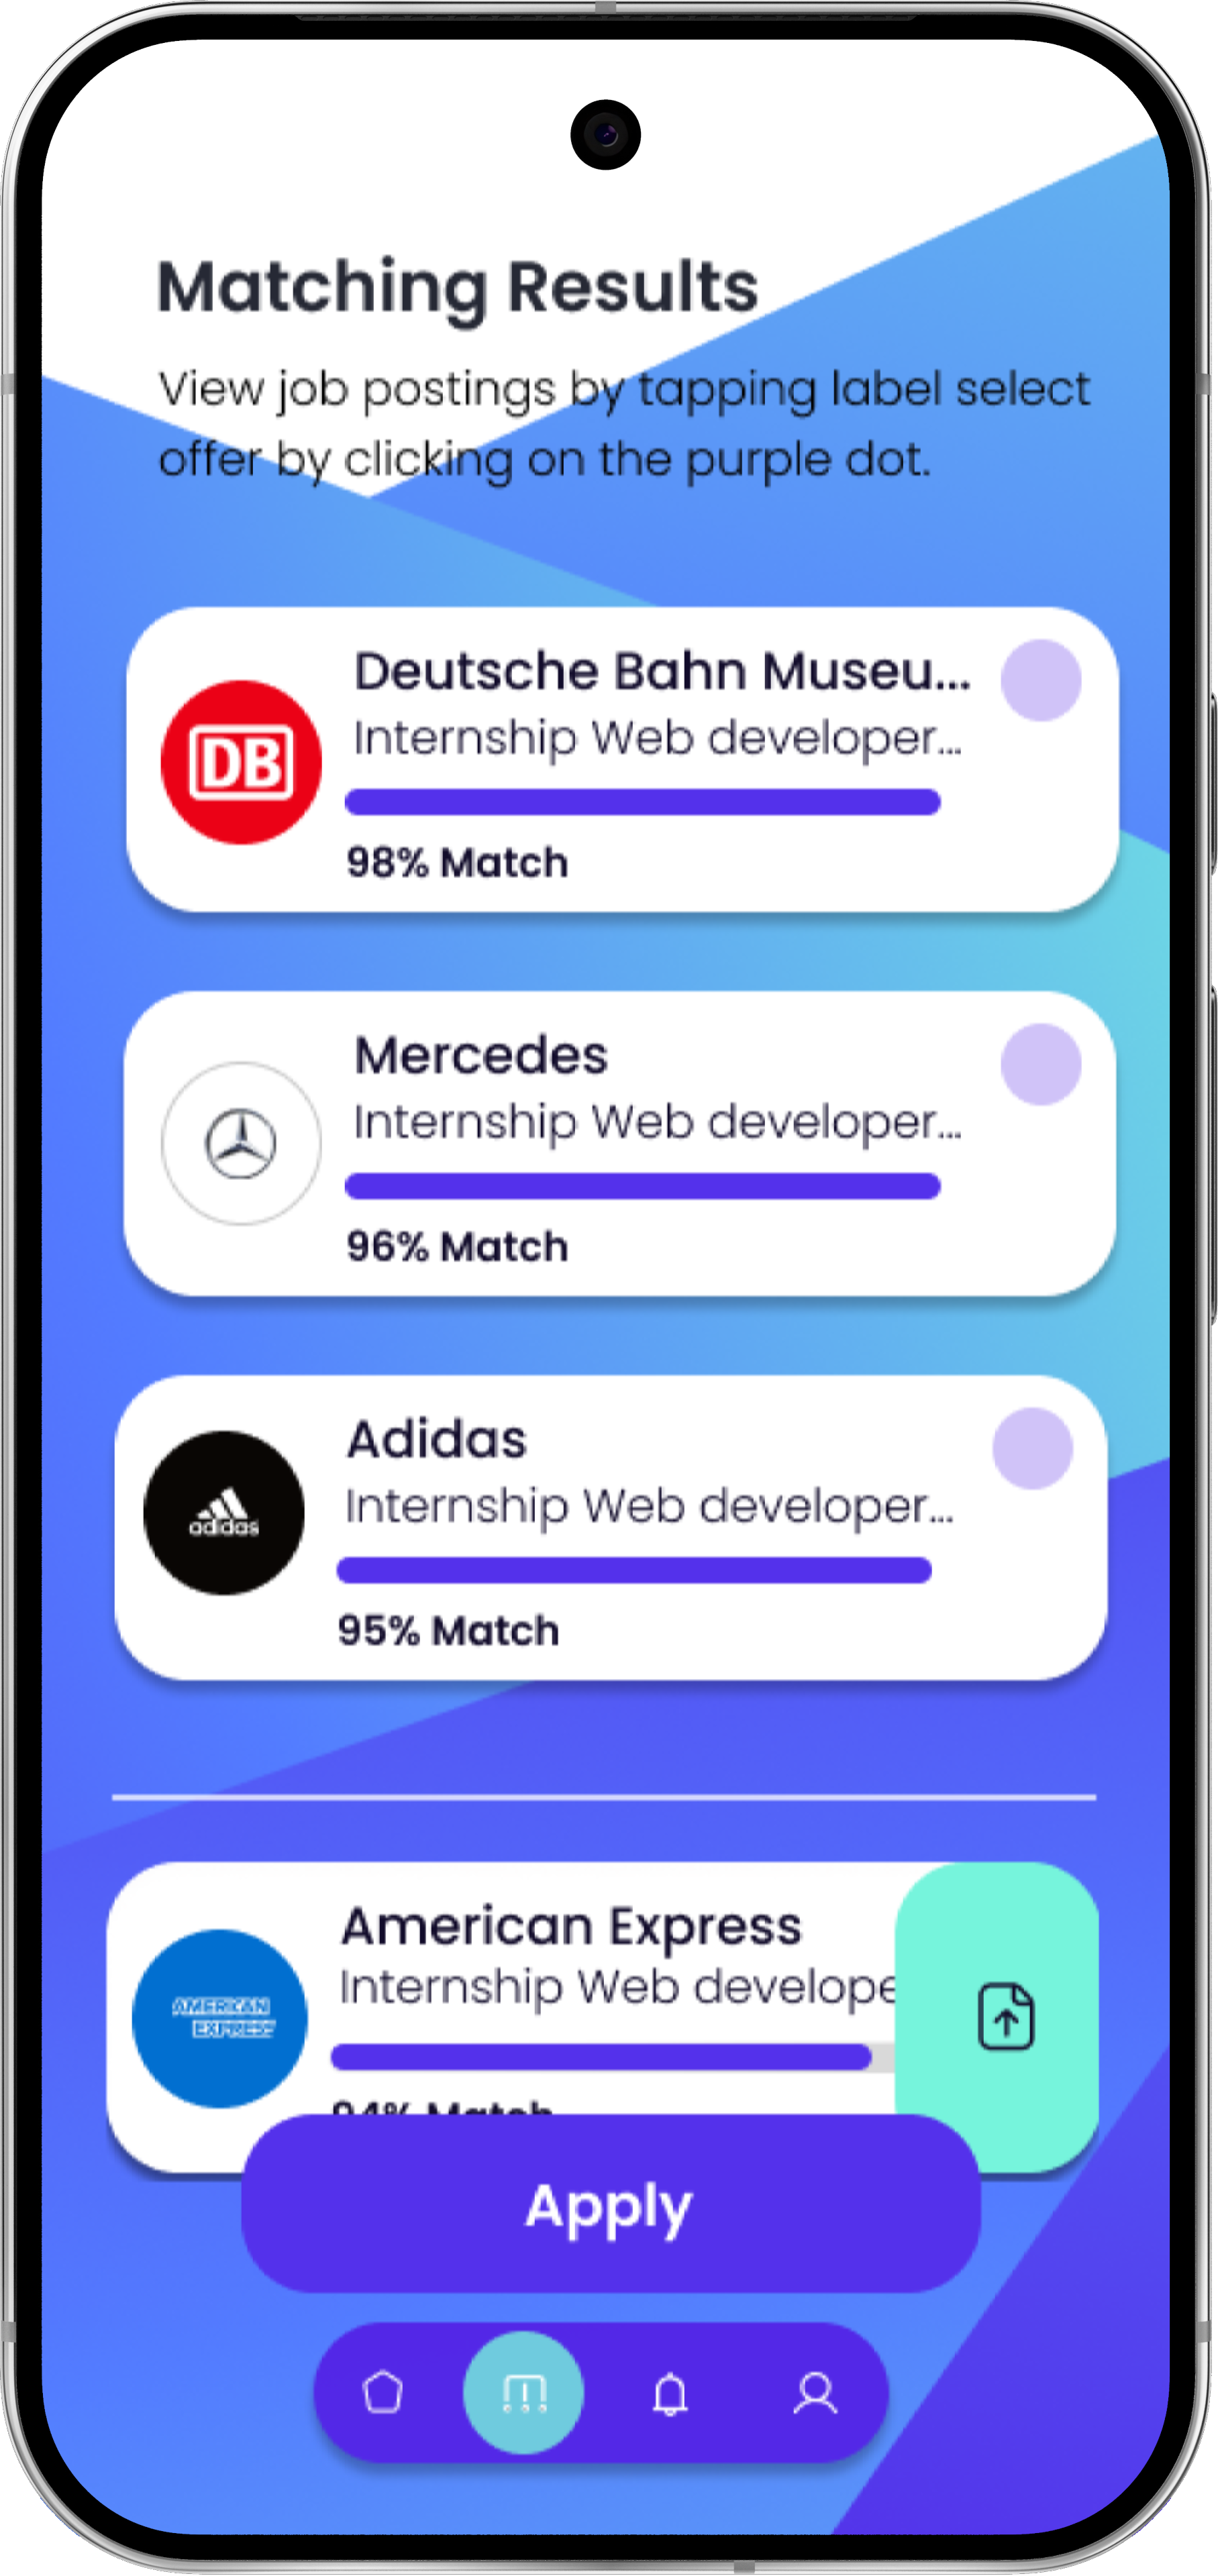 Matching Results
View job postings by tapping label select
offer by clicking on the purple dot.
Deutsche Bahn Museu...
DB
Internship Web developer...
98% Match
Mercedes
Internship Web developer...
96% Match
Adidas
adidas
Internship Web developer...
95% Match
American Express
AMERICAN
EXPRESS
Internship Web develope
94% Match
Apply